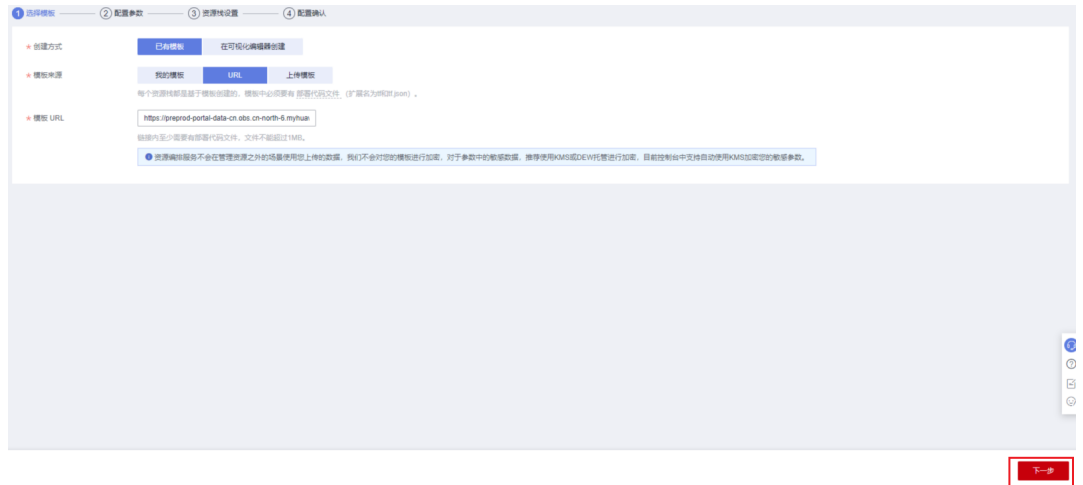 1 选择模板 2 配置参数 3 资源栈设置 4 配置确认
* 创建方式 已有模板 在可视化编辑器创建
* 模板来源 我的模板 URL 上传模板
每个资源栈都是基于模板创建的，模板中必须要有 部署代码文件 （扩展名为tf和tf.json）。
* 模板 URL https://preprod-portal-data-cn.obs.cn-north-6.myhuav
链接内至少需要有部署代码文件，文件不能超过1MB。
资源编排服务不会在管理资源之外的场景使用您上传的数据，我们不会对您的模板进行加密，对于参数中的敏感数据，推荐使用KMS或DEW托管进行加密，目前控制台中支持自动使用KMS加密您的敏感参数。
下一步